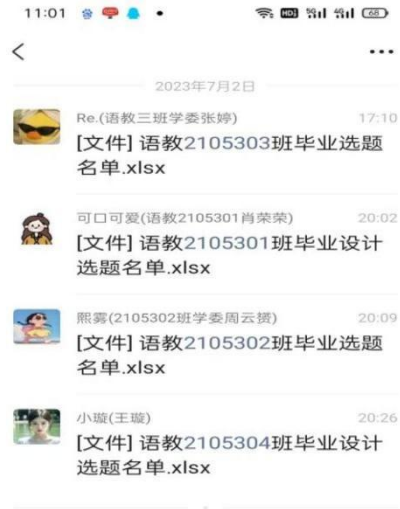 11:01
HD 5G 4G 68
2023年7月2日
Re.(语教三班学委张婷) 17:10
[文件] 语教2105303班毕业选题
名单.xlsx
可口可爱(语教2105301肖荣荣) 20:02
[文件] 语教2105301班毕业设计
选题名单.xlsx
熙雾(2105302班学委周云赟) 20:09
[文件] 语教2105302班毕业选题
名单.xlsx
小璇(王璇) 20:26
[文件] 语教2105304班毕业设计
选题名单.xlsx